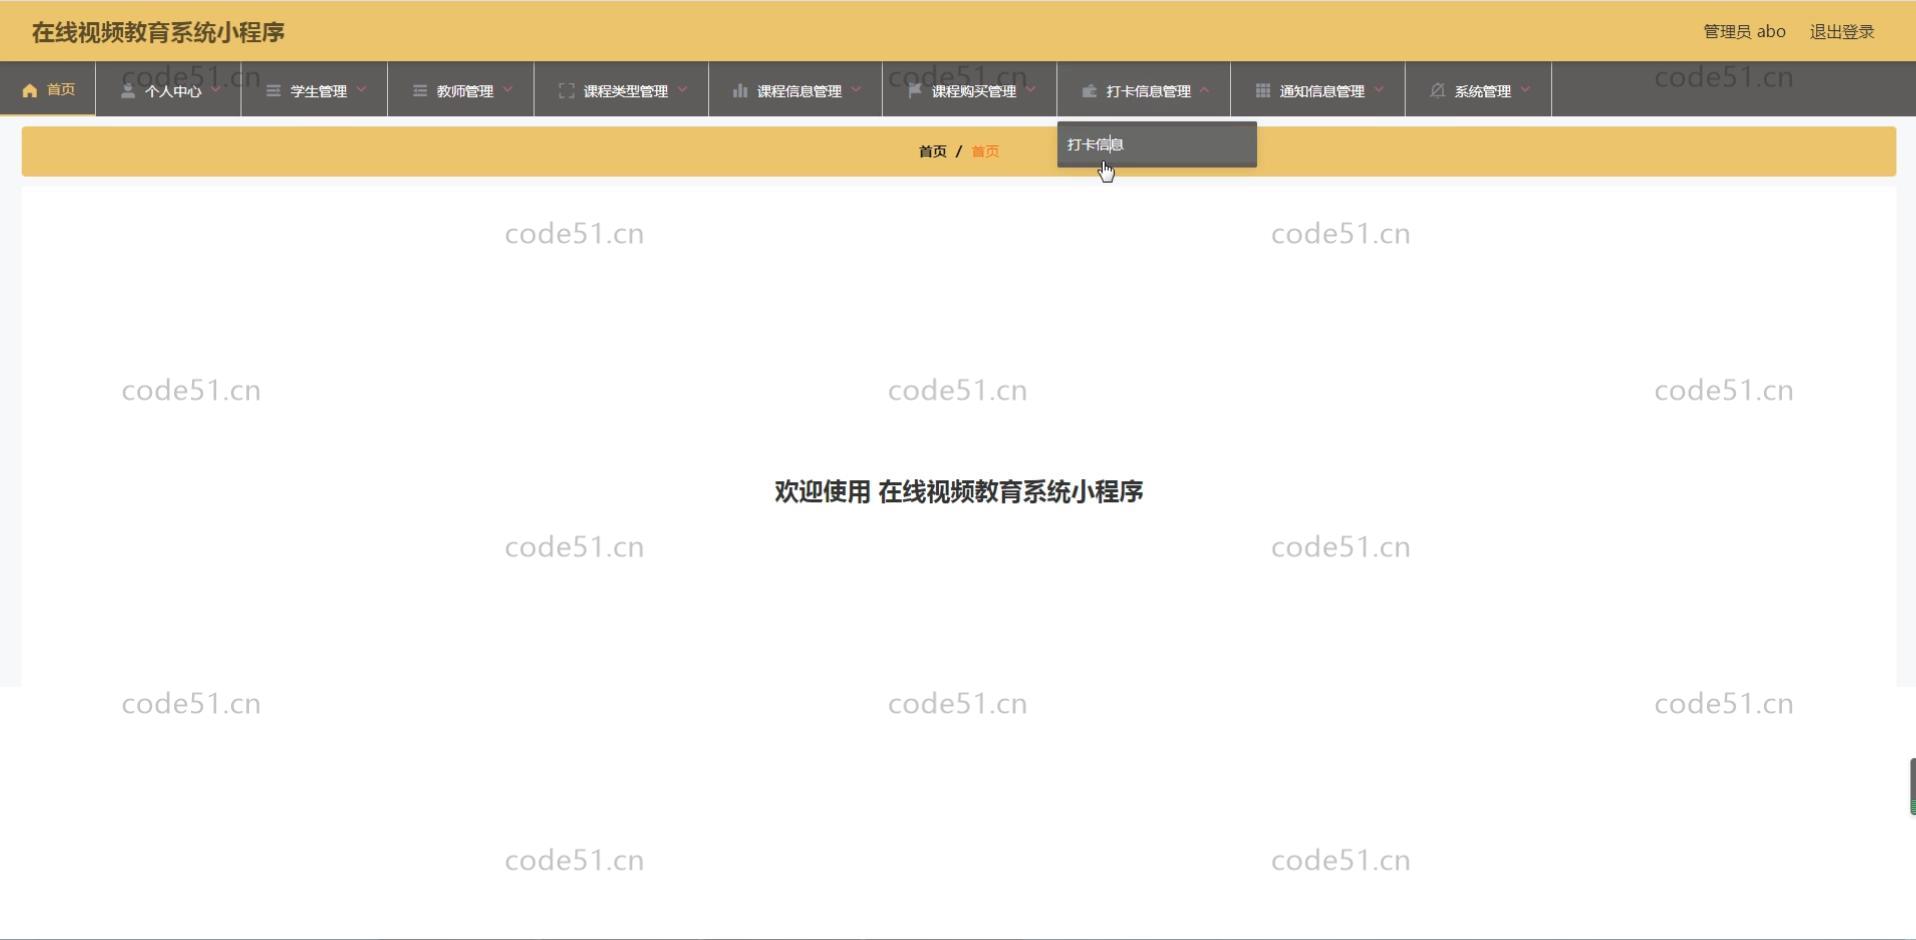 在线视频教育系统小程序
管理员 abo 退出登录
code51.cn code51.cn code51.cn
首页 个人中心 学生管理 教师管理 课程类型管理 课程信息管理 课程购买管理 打卡信息管理 通知信息管理 系统管理
打卡信息
首页 / 首页
code51.cn code51.cn
code51.cn code51.cn code51.cn
欢迎使用 在线视频教育系统小程序
code51.cn code51.cn
code51.cn code51.cn code51.cn
code51.cn code51.cn